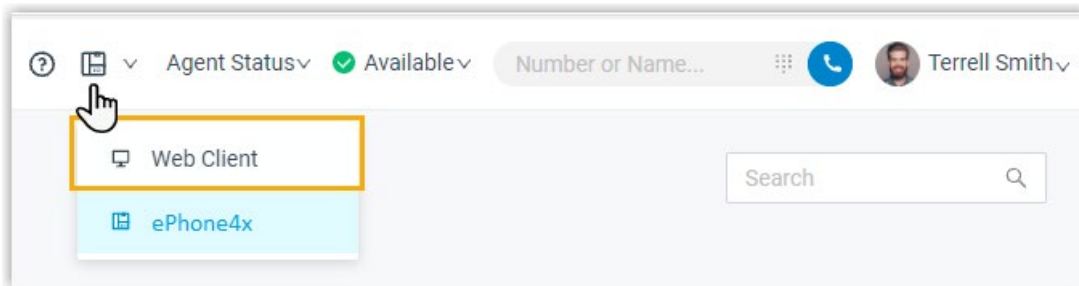 Agent Status Available Number or Name... Terrell Smith
Web Client
Search
ePhone4x